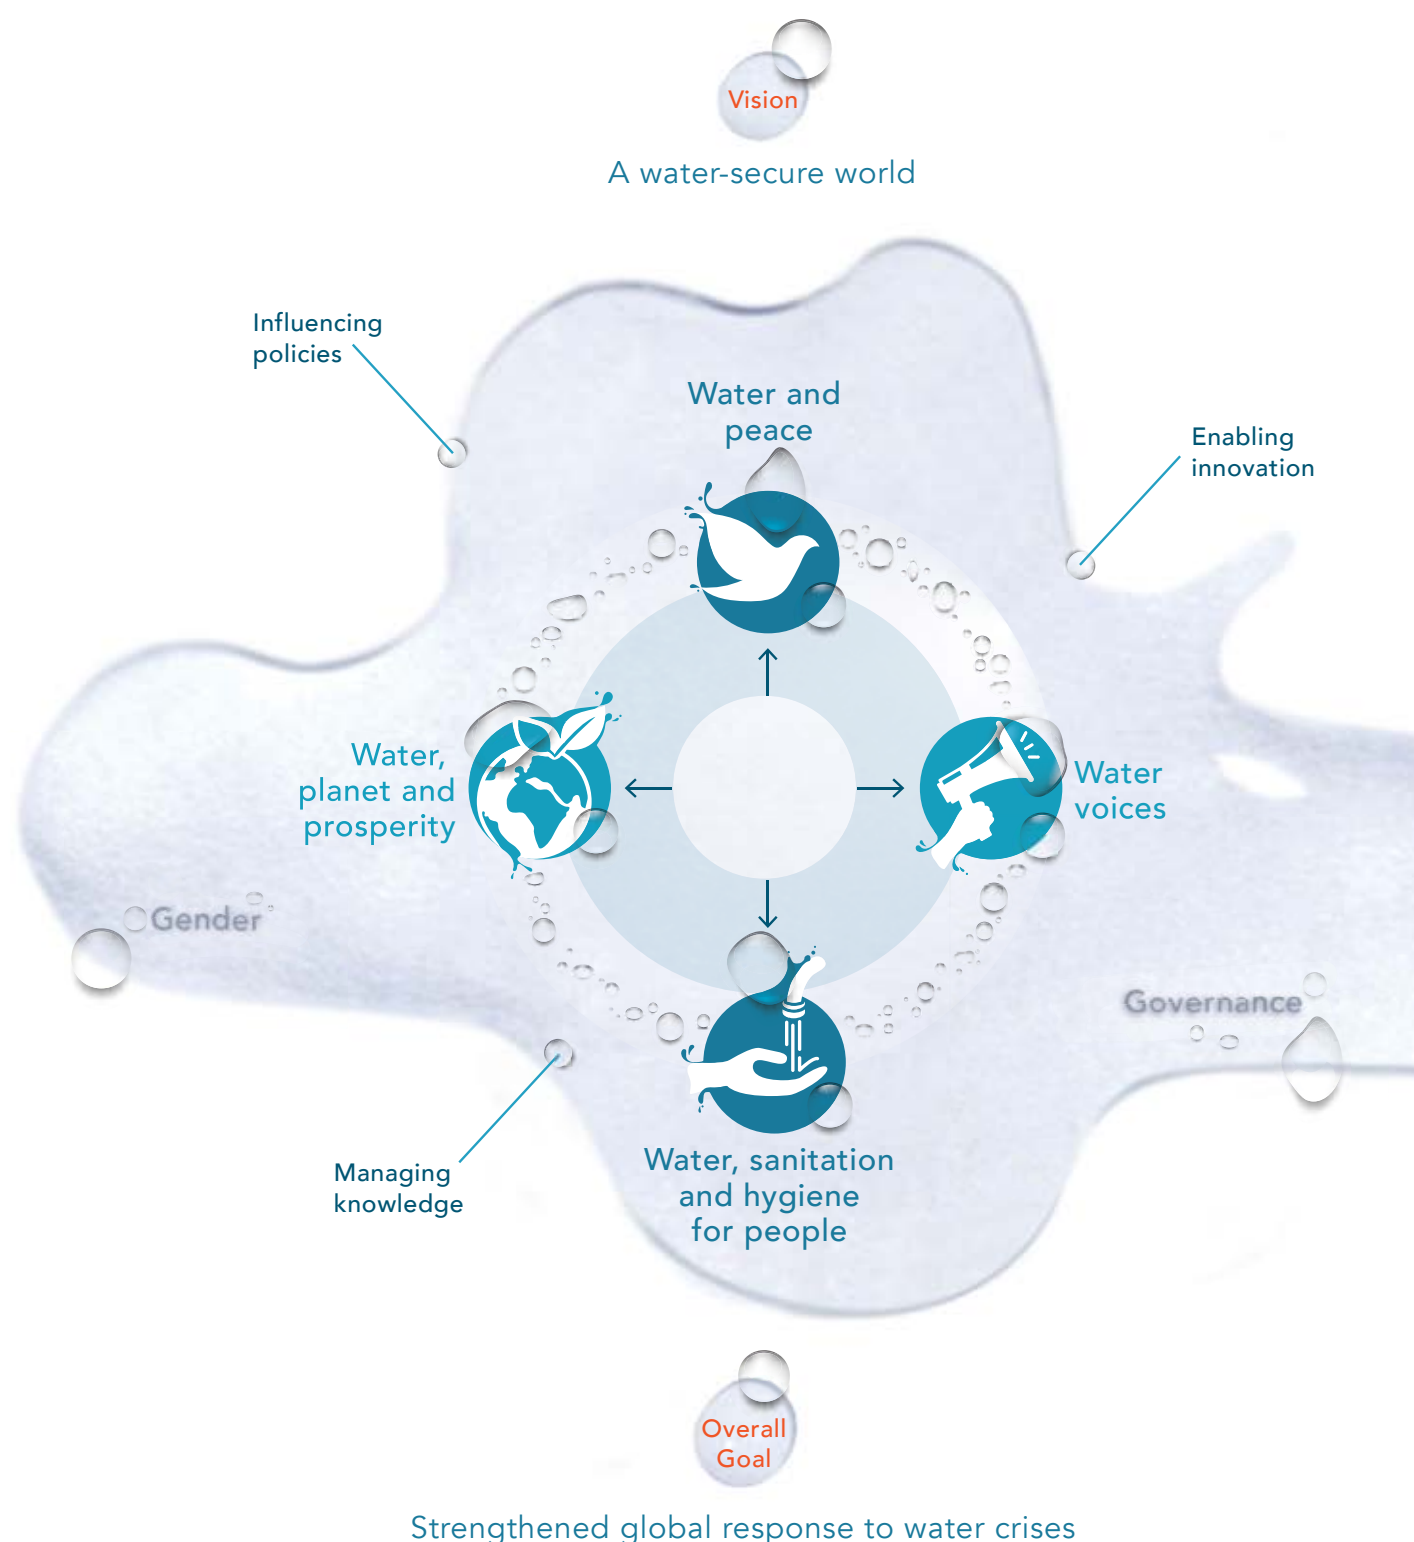 Vision
A water-secure world
Influencing
policies
Water and
peace
Enabling
innovation
Water,
planet and
prosperity
Water
voices
Gender
Governance
Managing
knowledge
Water, sanitation
and hygiene
for people
Overall
Goal
Strengthened global response to water crises